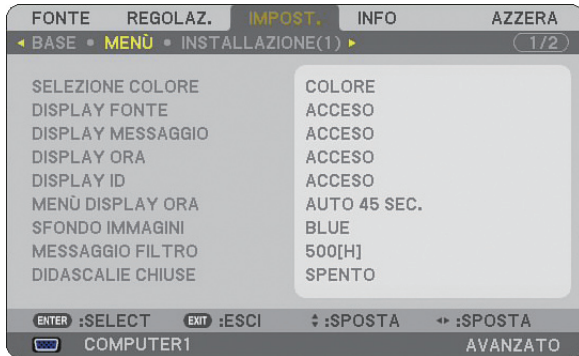 FONTE REGOLAZ. IMPOST. INFO AZZERA
BASE • MENÙ • INSTALLAZIONE(1) 1/2
SELEZIONE COLORE COLORE
DISPLAY FONTE ACCESO
DISPLAY MESSAGGIO ACCESO
DISPLAY ORA ACCESO
DISPLAY ID ACCESO
MENÙ DISPLAY ORA AUTO 45 SEC.
SFONDO IMMAGINI BLUE
MESSAGGIO FILTRO 500[H]
DIDASCALIE CHIUSE SPENTO
ENTER :SELECT EXIT :ESCI :SPOSTA :SPOSTA
COMPUTER1 AVANZATO